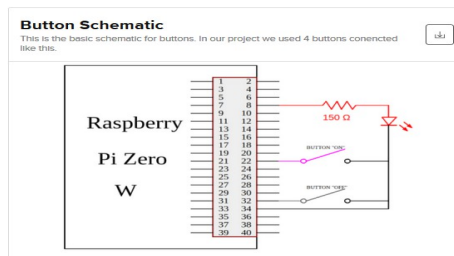 Button Schematic
This is the basic schematic for buttons. In our project we used 4 buttons conencted
like this.
Raspberry
Pi Zero
W
1 2
3 4
5 6
7 8
9 10
11 12
13 14
15 16
17 18
19 20
21 22
23 24
25 26
27 28
29 30
31 32
33 34
35 36
37 38
39 40
150 Ω
BUTTON "ON"
BUTTON "OFF"